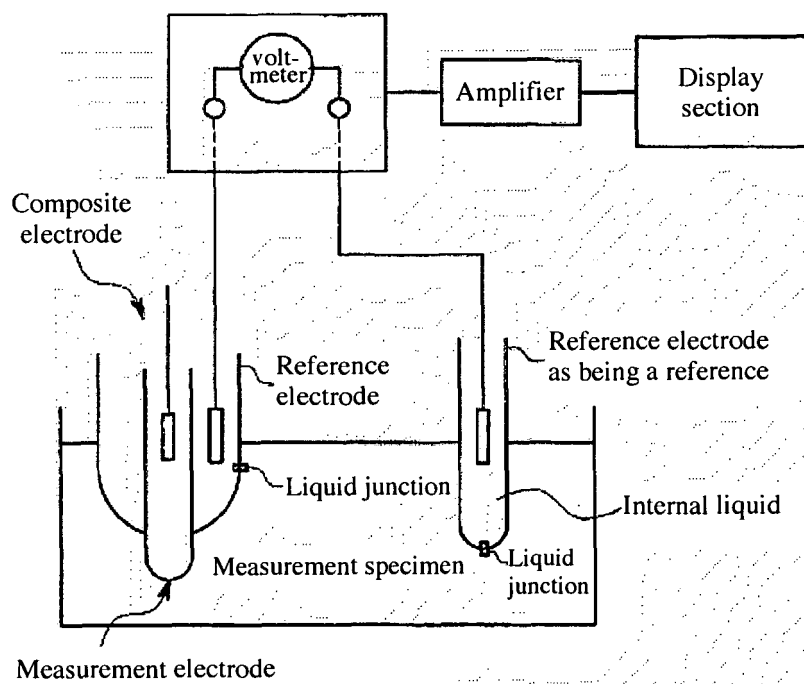 volt-
meter
Amplifier
Display
section
Composite
electrode
Reference
electrode
Reference electrode
as being a reference
Liquid junction
Internal liquid
Measurement specimen
Liquid
junction
Measurement electrode